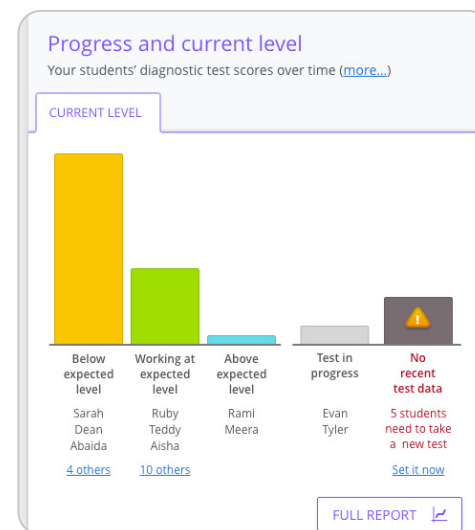 Progress and current level
Your students’ diagnostic test scores over time (more...)
CURRENT LEVEL
Below
expected
level
Sarah
Dean
Abaida
4 others
Working at
expected
level
Ruby
Teddy
Aisha
10 others
Above
expected
level
Rami
Meera
Test in
progress
Evan
Tyler
No
recent
test data
5 students
need to take
a new test
Set it now
FULL REPORT